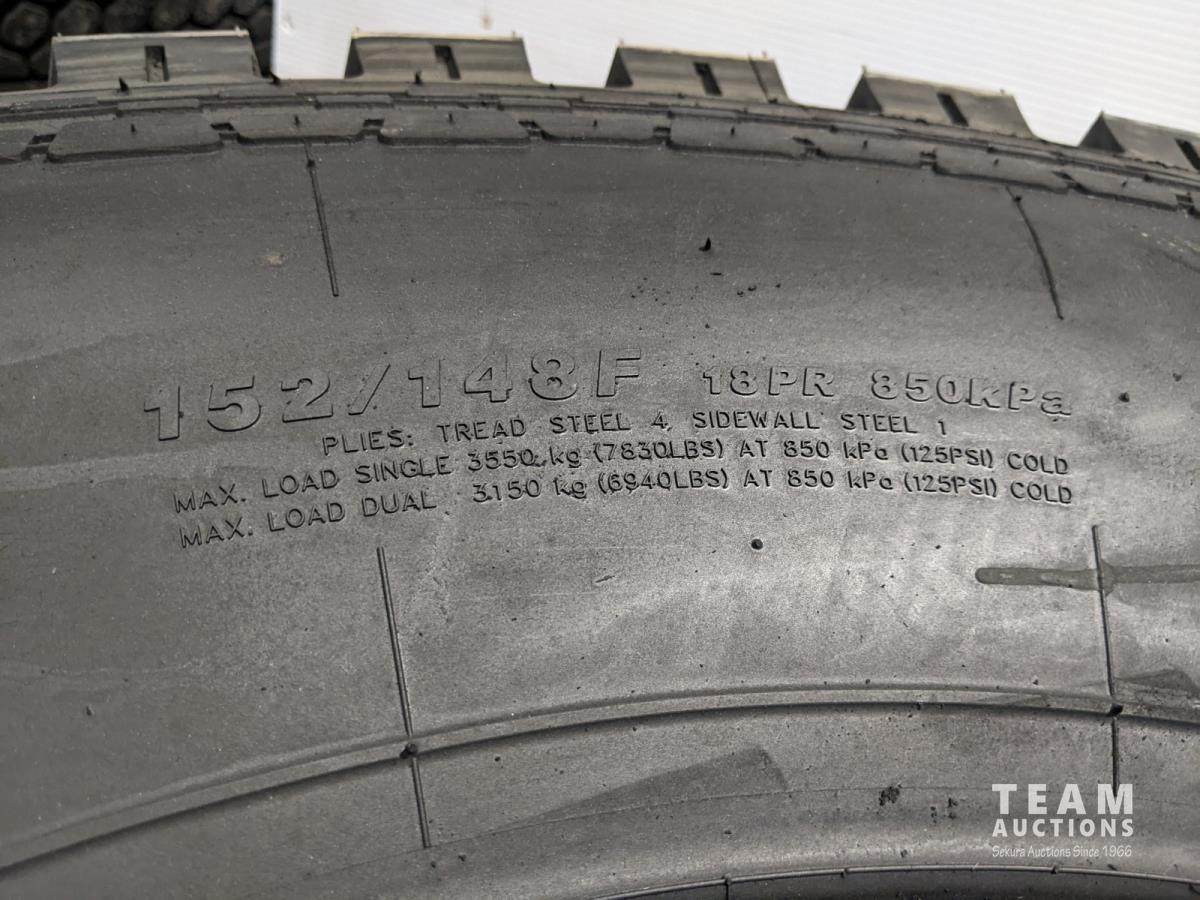 152/148F 18PR 850kPa
PLIES: TREAD STEEL 4, SIDEWALL STEEL 1
MAX. LOAD SINGLE 3550 kg (7830LBS) AT 850 kPa (125PSI) COLD
MAX. LOAD DUAL 3150 kg (6940LBS) AT 850 kPa (125PSI) COLD
TEAM
AUCTIONS
Sekura Auctions Since 1966